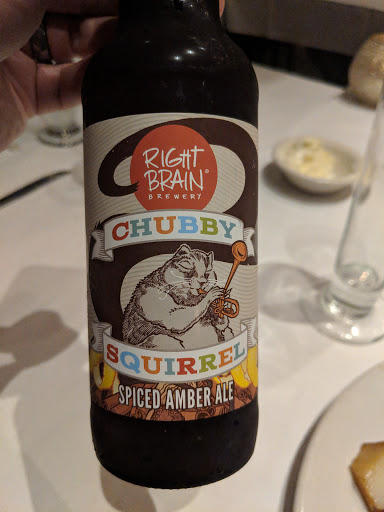 RIGHT
BRAIN®
BREWERY
CHUBBY
SQUIRREL
SPICED AMBER ALE